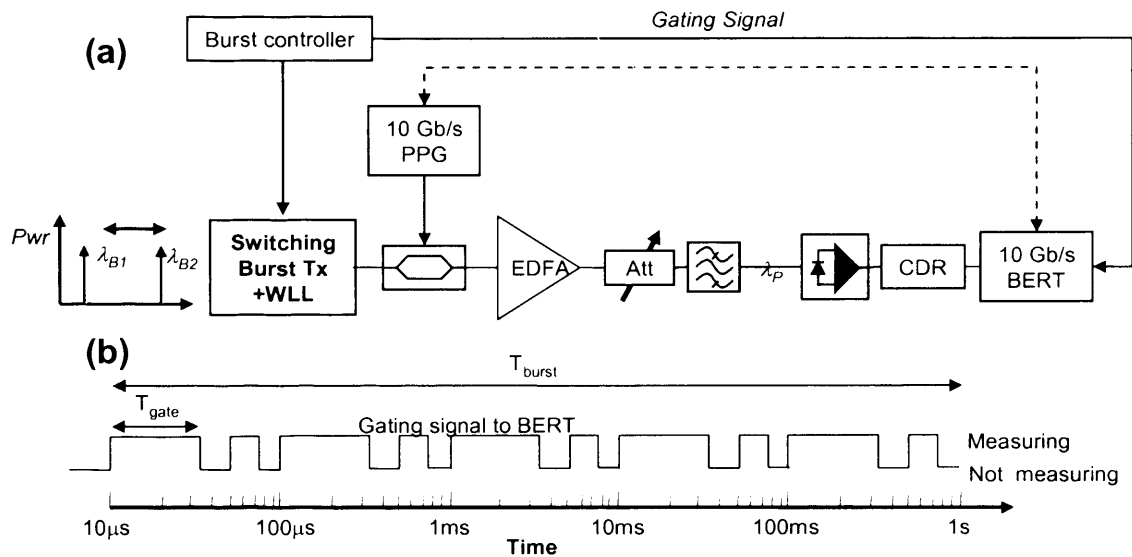 Gating Signal
(a)
Burst controller
10 Gb/s
PPG
Pwr
λB1
λB2
Switching
Burst Tx
+WLL
EDFA
Att
λP
CDR
10 Gb/s
BERT
(b)
Tburst
Tgate
Gating signal to BERT
Measuring
Not measuring
10μs
100μs
1ms
10ms
100ms
1s
Time